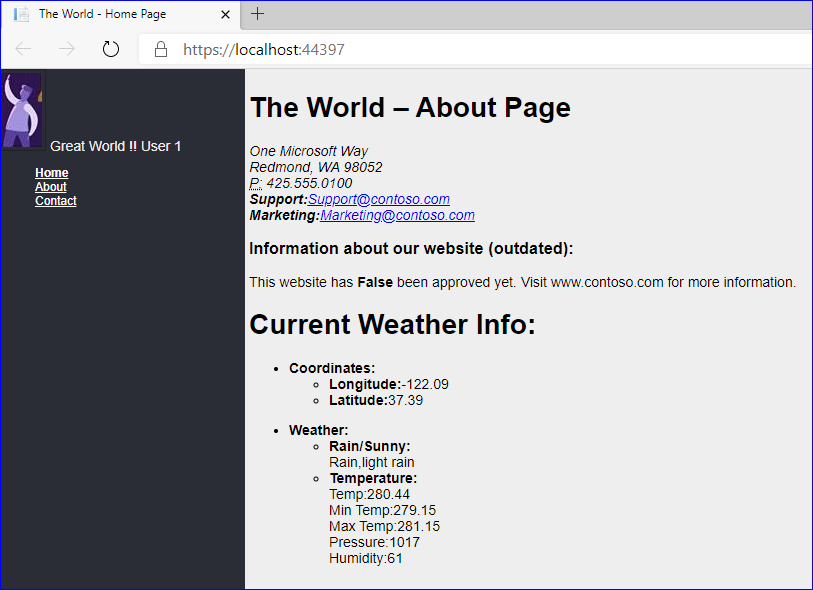 The World - Home Page
https://localhost:44397
Great World !! User 1
Home
About
Contact
The World – About Page
One Microsoft Way
Redmond, WA 98052
P: 425.555.0100
Support:Support@contoso.com
Marketing:Marketing@contoso.com
Information about our website (outdated):
This website has False been approved yet. Visit www.contoso.com for more information.
Current Weather Info:
Coordinates:
Longitude:-122.09
Latitude:37.39
Weather:
Rain/Sunny:
Rain,light rain
Temperature:
Temp:280.44
Min Temp:279.15
Max Temp:281.15
Pressure:1017
Humidity:61